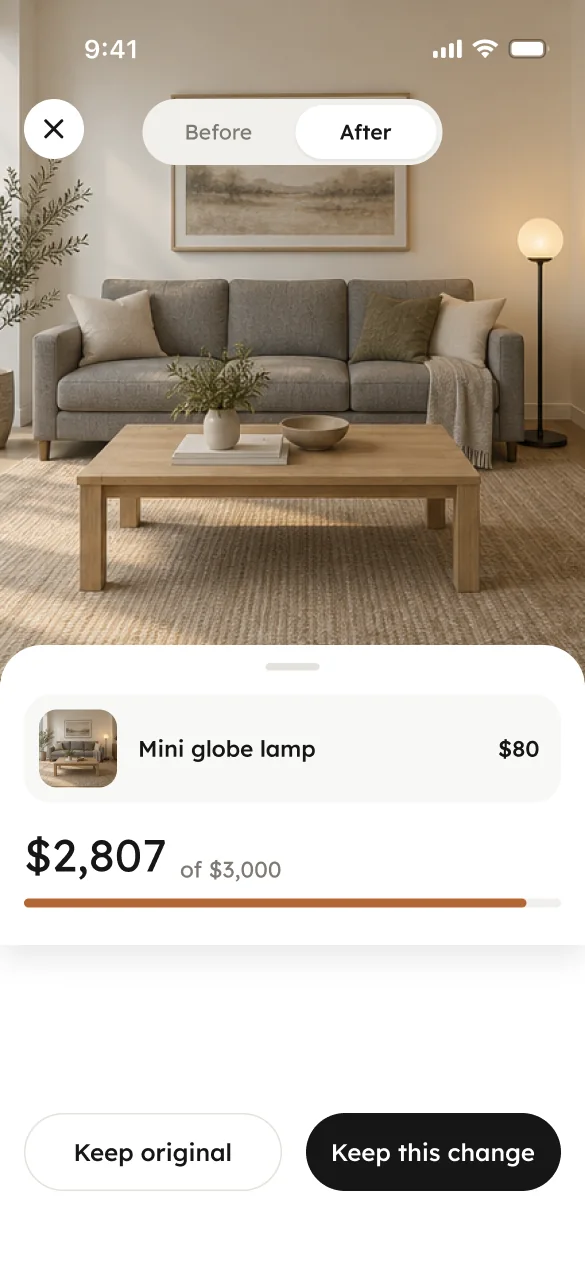 9:41
Before
After
Mini globe lamp
$80
$2,807 of $3,000
Keep original
Keep this change